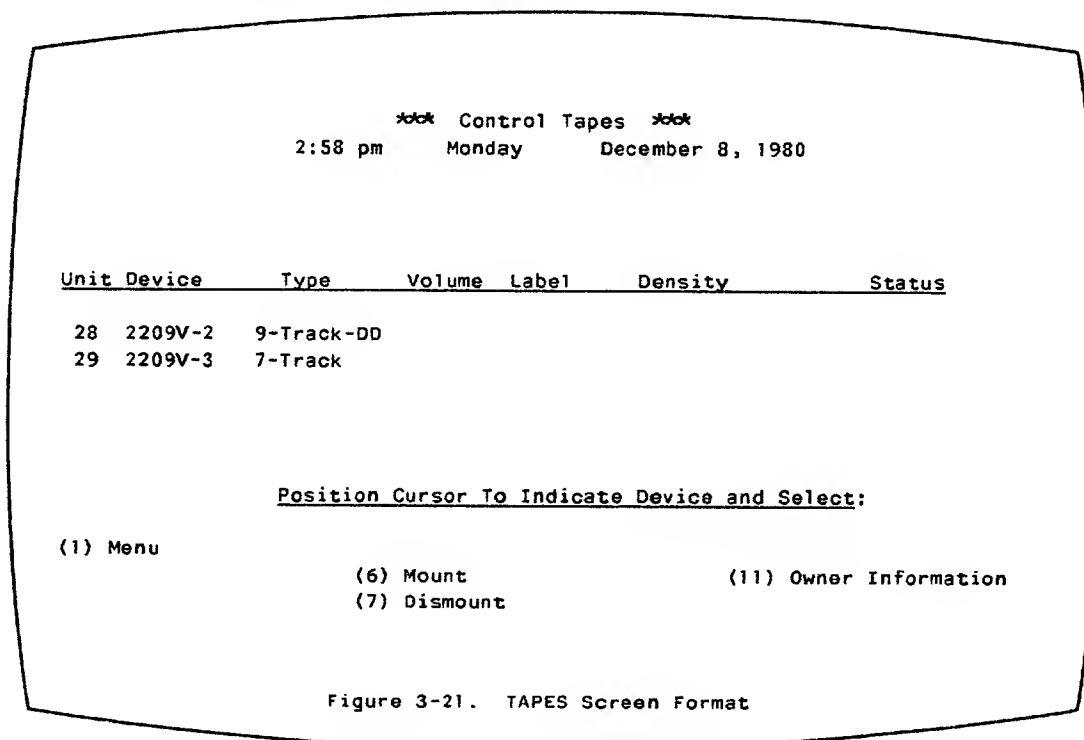 *** Control Tapes ***
2:58 pm Monday December 8, 1980
Unit Device Type Volume Label Density Status
28 2209V-2 9-Track-DD
29 2209V-3 7-Track
Position Cursor To Indicate Device and Select:
(1) Menu
(6) Mount (11) Owner Information
(7) Dismount
Figure 3-21. TAPES Screen Format